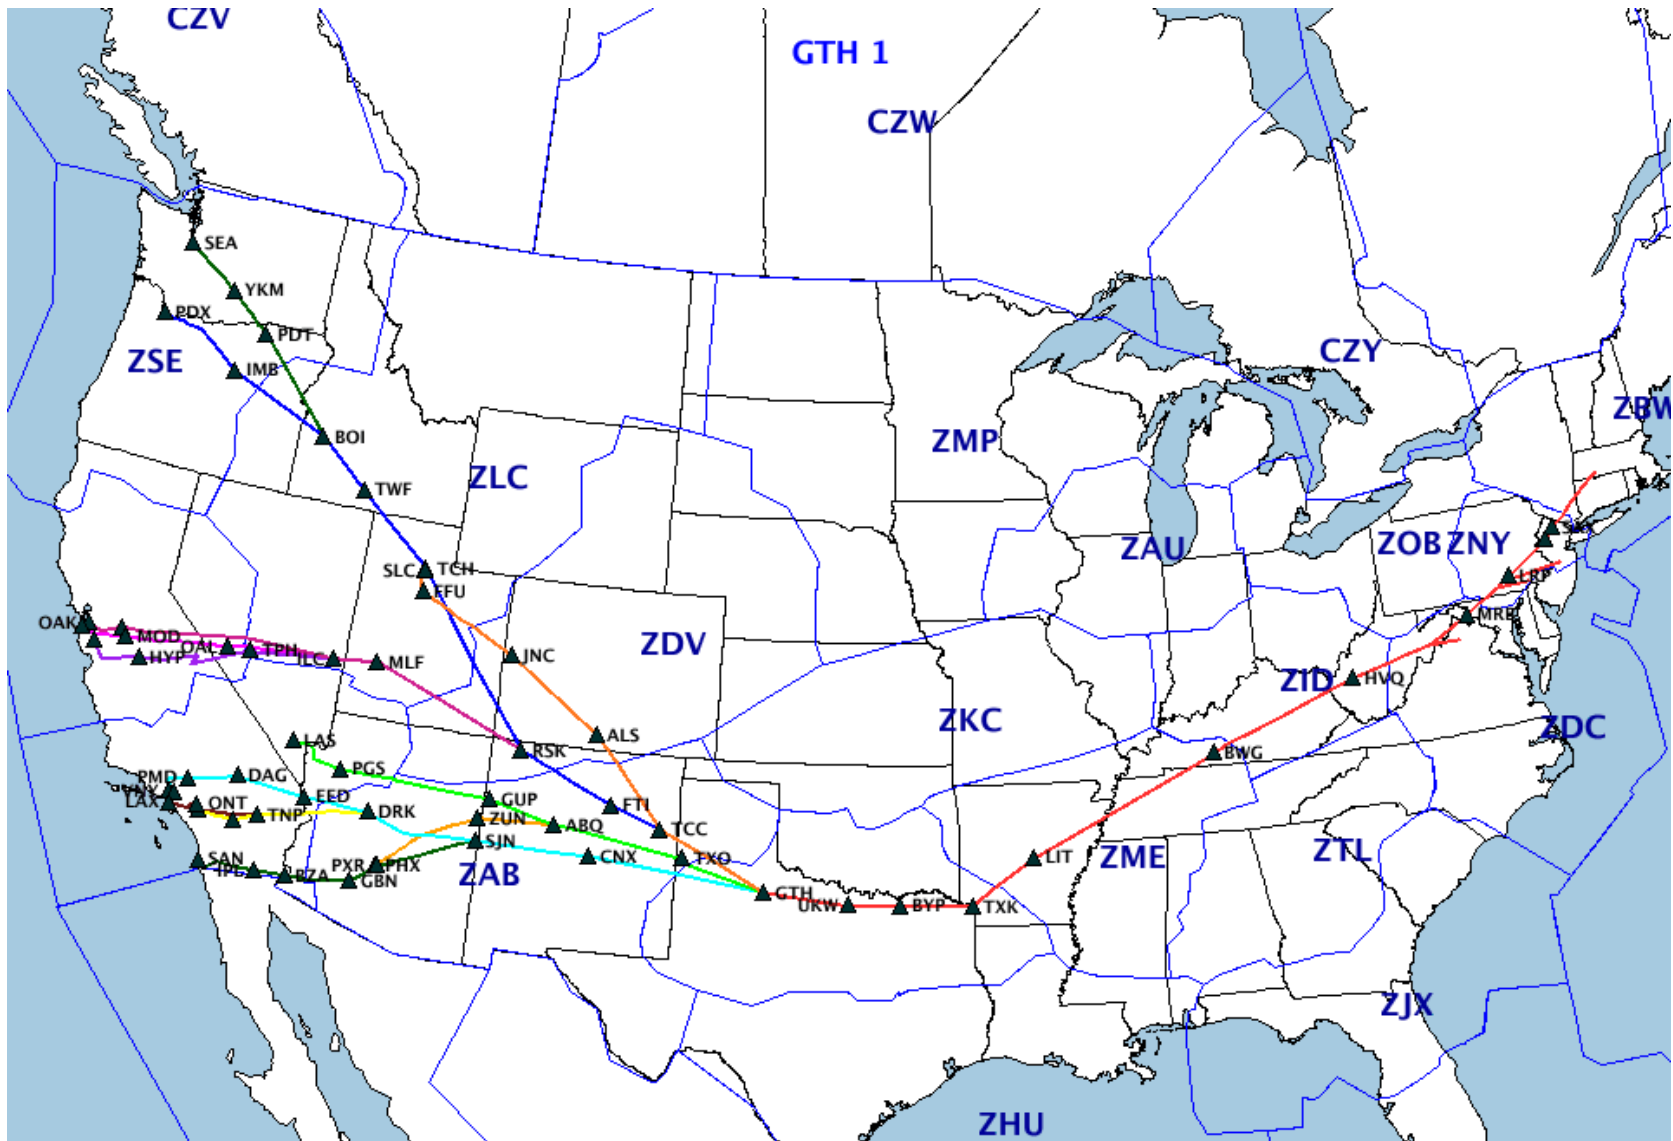 CZV
GTH 1
CZW
SEA
YKM
PDX
PDT
ZSE
IMB
CZY
ZBW
BOI
ZMP
ZLC
TWF
ZAU
ZOB
ZNY
SLC
TCH
FFU
LRP
MRB
OAK
MOD
OAL
TPH
HYP
ILC
MLF
JNC
ZDV
ZID
HVQ
ZKC
ZDC
LAS
RSK
ALS
BWG
PMD
DAG
PGS
VNY
LAX
ONT
TNP
EED
DRK
GUP
ZUN
FTI
ABQ
TCC
SJN
SAN
IPL
BZA
PXR
PHX
GBN
ZAB
CNX
TXO
LIT
ZME
ZTL
GTH
UKW
BYP
TXK
ZJX
ZHU